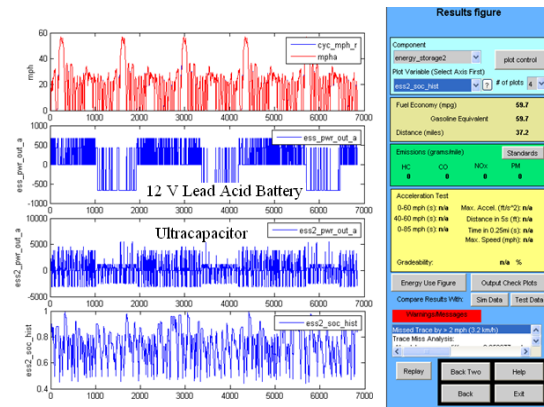 Results figure
cyc_mph_r
mpha
mph
60
40
20
0
0 1000 2000 3000 4000 5000 6000 7000
ess_pwr_out_a
ess_pwr_out_a
1000
500
0
-500
-1000
12 V Lead Acid Battery
0 1000 2000 3000 4000 5000 6000 7000
Ultracapacitor
ess2_pwr_out_a
ess2_pwr_out_a
10000
5000
0
-5000
0 1000 2000 3000 4000 5000 6000 7000
ess2_soc_hist
ess2_soc_hist
1
0.8
0.6
0.4
0 1000 2000 3000 4000 5000 6000 7000
Component
energy_storage2
plot control
Plot Variable (Select Axis First)
ess2_soc_hist ? # of plots 4
Fuel Economy (mpg) 59.7
Gasoline Equivalent 59.7
Distance (miles) 37.2
Emissions (grams/mile) Standards
HC CO NOx PM
0 0 0 0
Acceleration Test
0-60 mph (s): n/a Max. Accel. (ft/s^2): n/a
40-60 mph (s): n/a Distance in 5s (ft): n/a
0-85 mph (s): n/a Time in 0.25mi (s): n/a
Max. Speed (mph): n/a
Gradeability: n/a %
Energy Use Figure Output Check Plots
Compare Results With: Sim Data Test Data
Warnings/Messages
Missed Trace by > 2 mph (3.2 km/h)
Trace Miss Analysis:
Replay Back Two Help
Back Exit